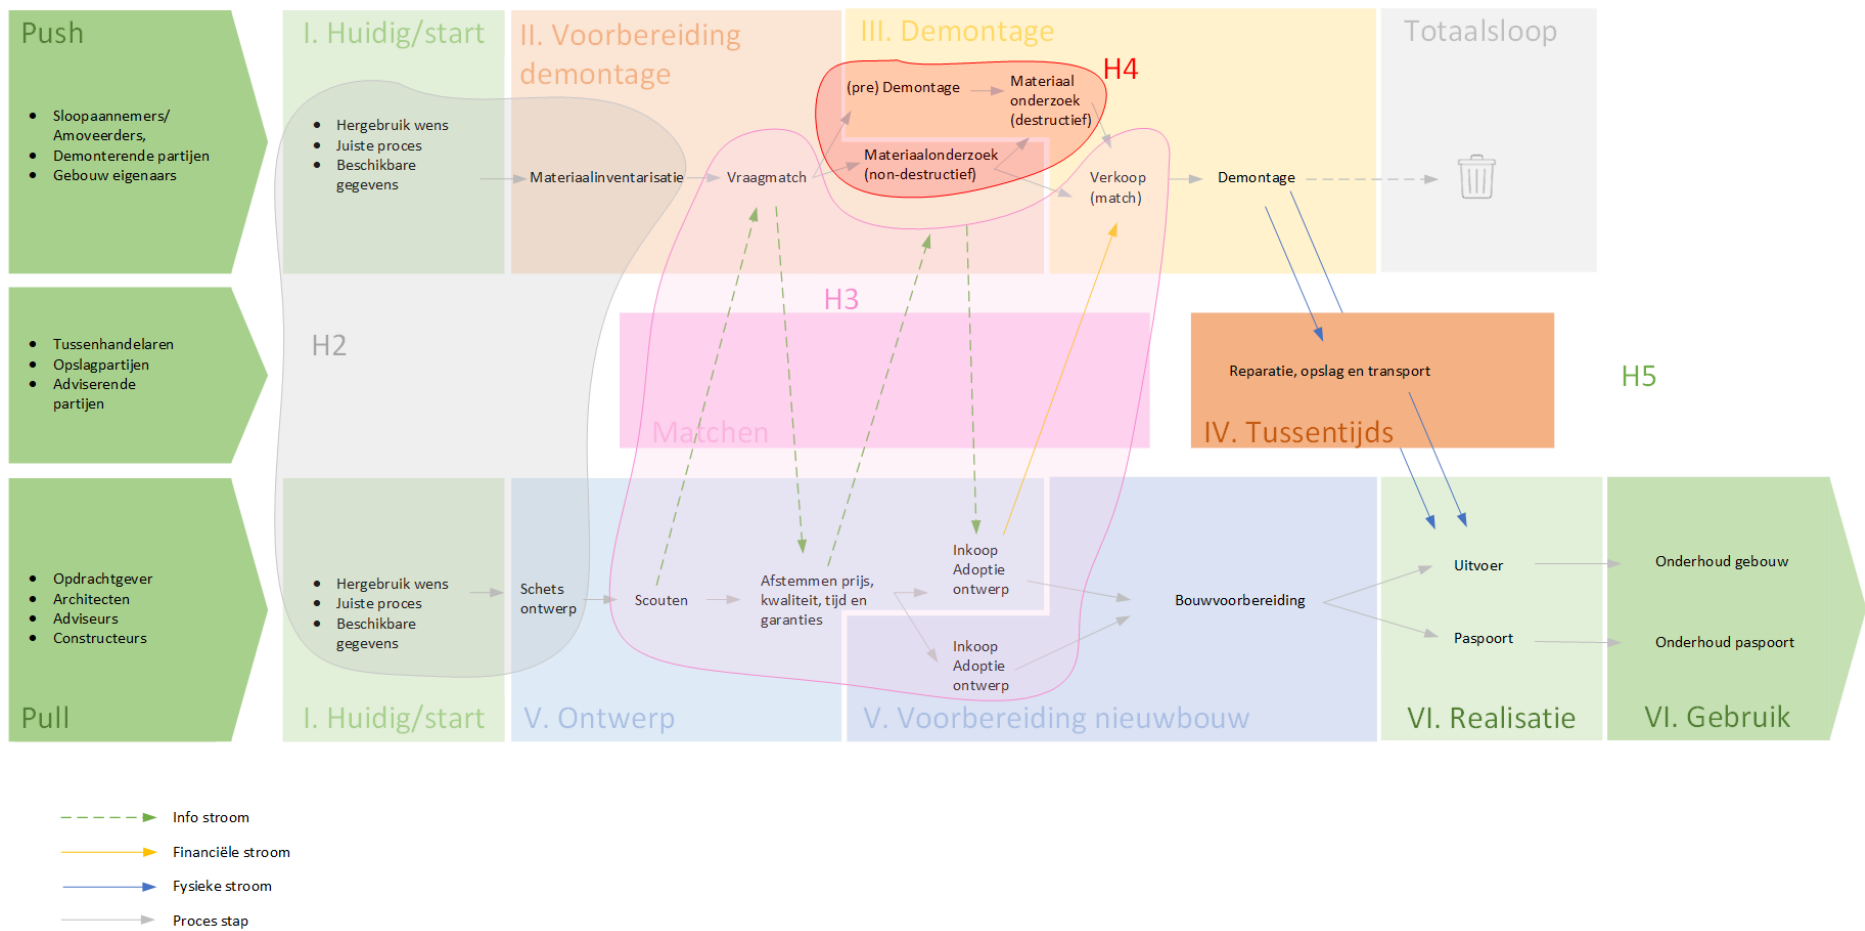 Push
Sloopaannemers/
Amoveerders,
Demonterende partijen
Gebouw eigenaars
I. Huidig/start
Hergebruik wens
Juiste proces
Beschikbare
gegevens
II. Voorbereiding
demontage
Materiaalinventarisatie
Vraagmatch
III. Demontage
H4
(pre) Demontage
Materiaal
onderzoek
(destructief)
Materiaalonderzoek
(non-destructief)
Verkoop
(match)
Demontage
Totaalsloop
Tussenhandelaren
Opslagpartijen
Adviserende
partijen
H2
H3
Matchen
Reparatie, opslag en transport
IV. Tussentijds
H5
Opdrachtgever
Architecten
Adviseurs
Constructeurs
Pull
Hergebruik wens
Juiste proces
Beschikbare
gegevens
I. Huidig/start
Schets
ontwerp
Scouten
Afstemmen prijs,
kwaliteit, tijd en
garanties
V. Ontwerp
Inkoop
Adoptie
ontwerp
Inkoop
Adoptie
ontwerp
Bouwvoorbereiding
V. Voorbereiding nieuwbouw
Uitvoer
Paspoort
VI. Realisatie
Onderhoud gebouw
Onderhoud paspoort
VI. Gebruik
Info stroom
Financiële stroom
Fysieke stroom
Proces stap